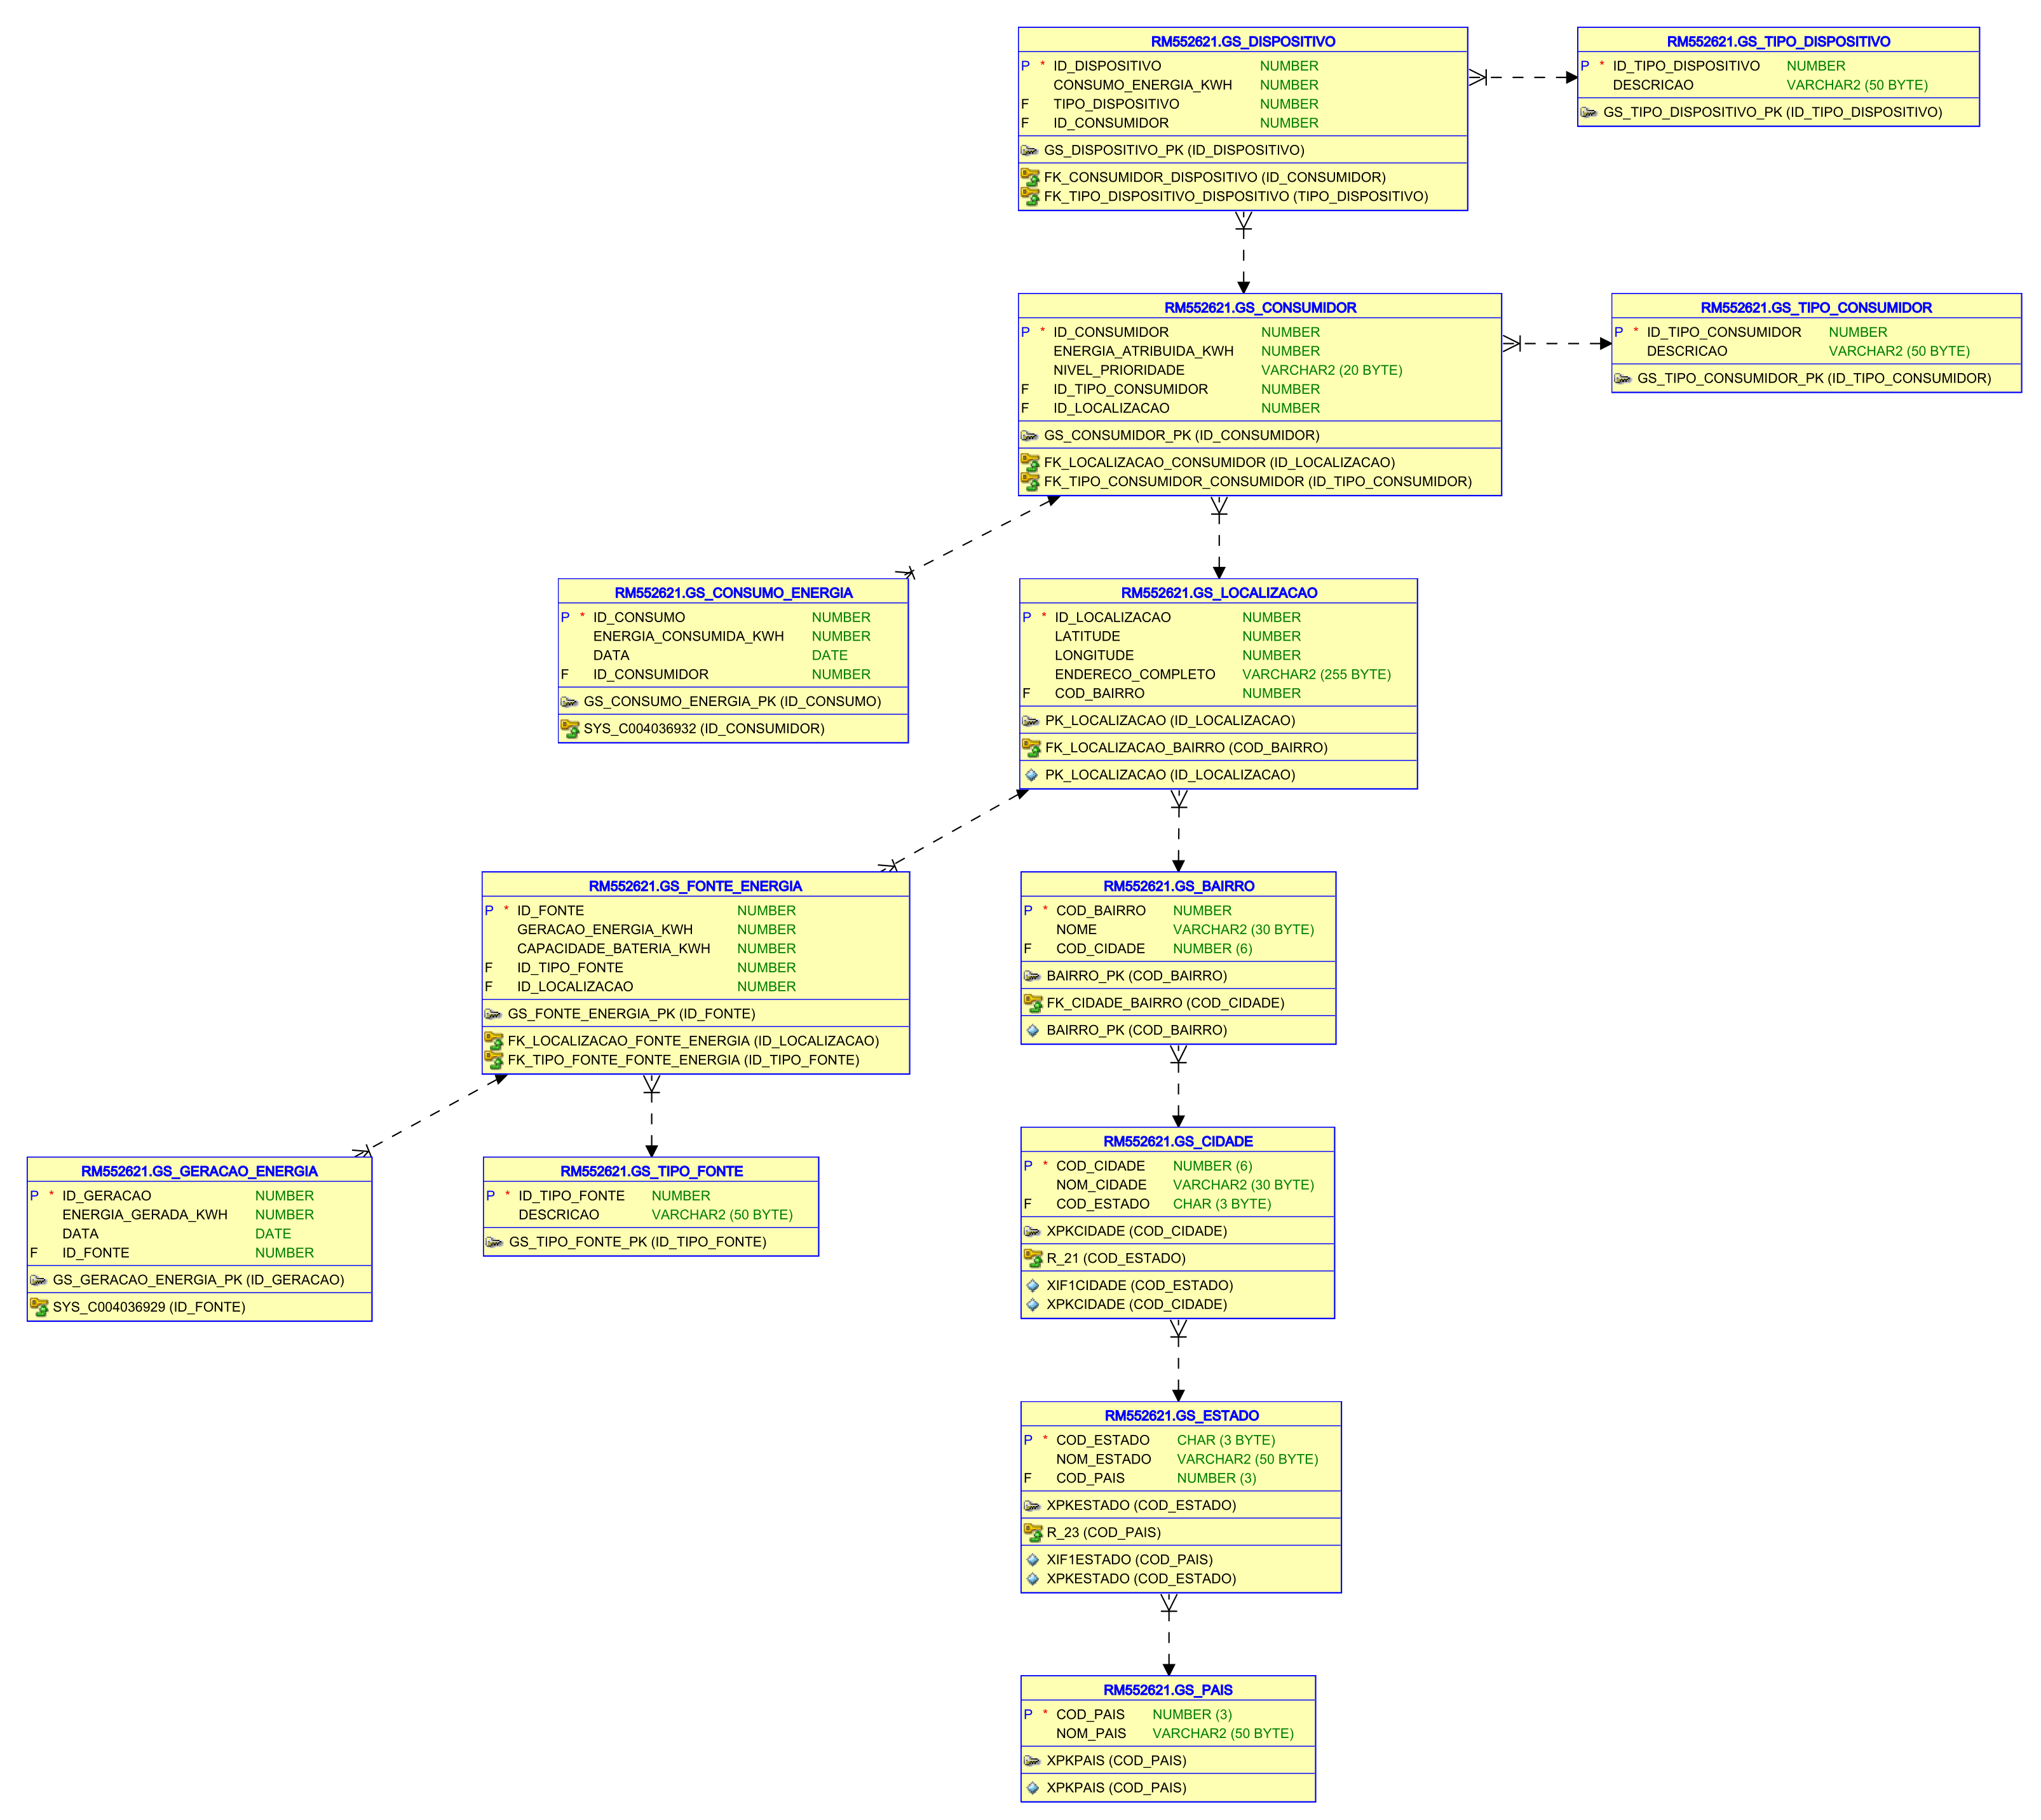 RM552621.GS_DISPOSITIVO
P * ID_DISPOSITIVO NUMBER
CONSUMO_ENERGIA_KWH NUMBER
F TIPO_DISPOSITIVO NUMBER
F ID_CONSUMIDOR NUMBER
GS_DISPOSITIVO_PK (ID_DISPOSITIVO)
FK_CONSUMIDOR_DISPOSITIVO (ID_CONSUMIDOR)
FK_TIPO_DISPOSITIVO_DISPOSITIVO (TIPO_DISPOSITIVO)
RM552621.GS_TIPO_DISPOSITIVO
P * ID_TIPO_DISPOSITIVO NUMBER
DESCRICAO VARCHAR2 (50 BYTE)
GS_TIPO_DISPOSITIVO_PK (ID_TIPO_DISPOSITIVO)
RM552621.GS_CONSUMIDOR
P * ID_CONSUMIDOR NUMBER
ENERGIA_ATRIBUIDA_KWH NUMBER
NIVEL_PRIORIDADE VARCHAR2 (20 BYTE)
F ID_TIPO_CONSUMIDOR NUMBER
F ID_LOCALIZACAO NUMBER
GS_CONSUMIDOR_PK (ID_CONSUMIDOR)
FK_LOCALIZACAO_CONSUMIDOR (ID_LOCALIZACAO)
FK_TIPO_CONSUMIDOR_CONSUMIDOR (ID_TIPO_CONSUMIDOR)
RM552621.GS_TIPO_CONSUMIDOR
P * ID_TIPO_CONSUMIDOR NUMBER
DESCRICAO VARCHAR2 (50 BYTE)
GS_TIPO_CONSUMIDOR_PK (ID_TIPO_CONSUMIDOR)
RM552621.GS_CONSUMO_ENERGIA
P * ID_CONSUMO NUMBER
ENERGIA_CONSUMIDA_KWH NUMBER
DATA DATE
F ID_CONSUMIDOR NUMBER
GS_CONSUMO_ENERGIA_PK (ID_CONSUMO)
SYS_C004036932 (ID_CONSUMIDOR)
RM552621.GS_LOCALIZACAO
P * ID_LOCALIZACAO NUMBER
LATITUDE NUMBER
LONGITUDE NUMBER
ENDERECO_COMPLETO VARCHAR2 (255 BYTE)
F COD_BAIRRO NUMBER
PK_LOCALIZACAO (ID_LOCALIZACAO)
FK_LOCALIZACAO_BAIRRO (COD_BAIRRO)
PK_LOCALIZACAO (ID_LOCALIZACAO)
RM552621.GS_FONTE_ENERGIA
P * ID_FONTE NUMBER
GERACAO_ENERGIA_KWH NUMBER
CAPACIDADE_BATERIA_KWH NUMBER
F ID_TIPO_FONTE NUMBER
F ID_LOCALIZACAO NUMBER
GS_FONTE_ENERGIA_PK (ID_FONTE)
FK_LOCALIZACAO_FONTE_ENERGIA (ID_LOCALIZACAO)
FK_TIPO_FONTE_FONTE_ENERGIA (ID_TIPO_FONTE)
RM552621.GS_BAIRRO
P * COD_BAIRRO NUMBER
NOME VARCHAR2 (30 BYTE)
F COD_CIDADE NUMBER (6)
BAIRRO_PK (COD_BAIRRO)
FK_CIDADE_BAIRRO (COD_CIDADE)
BAIRRO_PK (COD_BAIRRO)
RM552621.GS_GERACAO_ENERGIA
P * ID_GERACAO NUMBER
ENERGIA_GERADA_KWH NUMBER
DATA DATE
F ID_FONTE NUMBER
GS_GERACAO_ENERGIA_PK (ID_GERACAO)
SYS_C004036929 (ID_FONTE)
RM552621.GS_TIPO_FONTE
P * ID_TIPO_FONTE NUMBER
DESCRICAO VARCHAR2 (50 BYTE)
GS_TIPO_FONTE_PK (ID_TIPO_FONTE)
RM552621.GS_CIDADE
P * COD_CIDADE NUMBER (6)
NOM_CIDADE VARCHAR2 (30 BYTE)
F COD_ESTADO CHAR (3 BYTE)
XPKCIDADE (COD_CIDADE)
R_21 (COD_ESTADO)
XIF1CIDADE (COD_ESTADO)
XPKCIDADE (COD_CIDADE)
RM552621.GS_ESTADO
P * COD_ESTADO CHAR (3 BYTE)
NOM_ESTADO VARCHAR2 (50 BYTE)
F COD_PAIS NUMBER (3)
XPKESTADO (COD_ESTADO)
R_23 (COD_PAIS)
XIF1ESTADO (COD_PAIS)
XPKESTADO (COD_ESTADO)
RM552621.GS_PAIS
P * COD_PAIS NUMBER (3)
NOM_PAIS VARCHAR2 (50 BYTE)
XPKPAIS (COD_PAIS)
XPKPAIS (COD_PAIS)